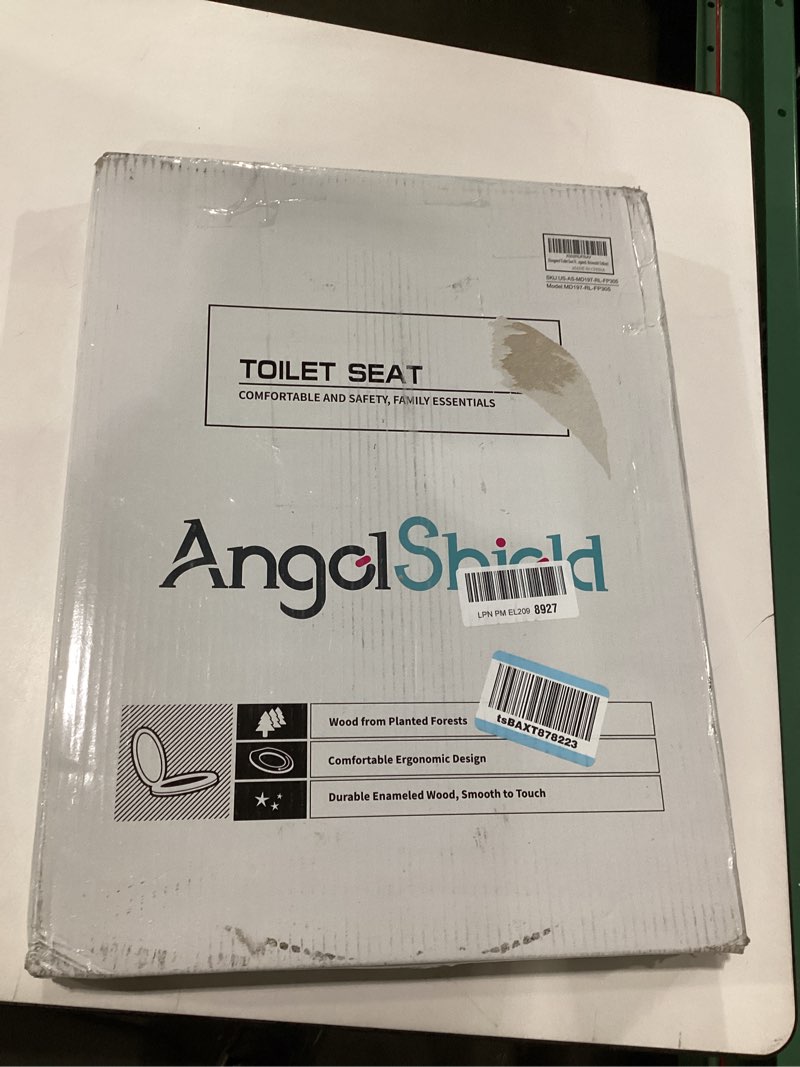 SKU:US-AS-MD197-RL-FP305
Model:MD197-RL-FP305
TOILET SEAT
COMFORTABLE AND SAFETY, FAMILY ESSENTIALS
AngelShield
LPN PM EL209 8927
tsBAXT878223
Wood from Planted Forests
Comfortable Ergonomic Design
Durable Enameled Wood, Smooth to Touch